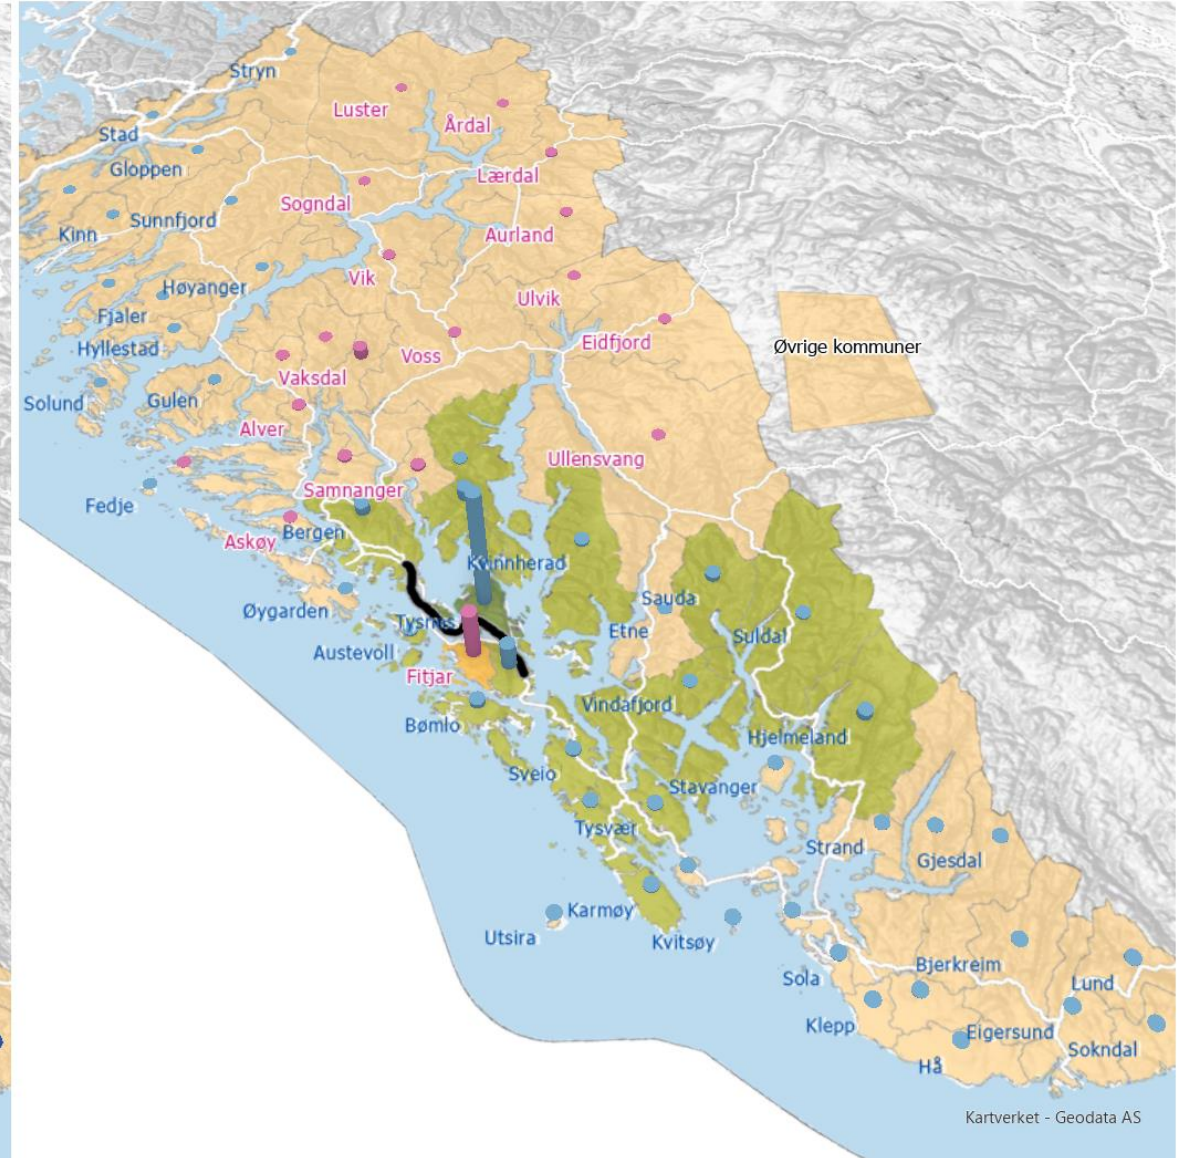 Stryn
Luster
Årdal
Stad
Gloppen
Lærdal
Sogndal
Sunnfjord
Kinn
Aurland
Vik
Høyanger
Ulvik
Fjaler
Eidfjord
Øvrige kommuner
Hyllestad
Voss
Vaksdal
Solund
Gulen
Alver
Ullensvang
Samnanger
Fedje
Bergen
Askøy
Kvinnherad
Sauda
Øygarden
Tysnes
Etne
Suldal
Austevoll
Fitjar
Vindafjord
Bømlo
Hjelmeland
Sveio
Stavanger
Tysvær
Strand
Gjesdal
Karmøy
Utsira
Kvitsøy
Bjerkreim
Sola
Lund
Klepp
Eigersund
Sokndal
Hå
Kartverket - Geodata AS